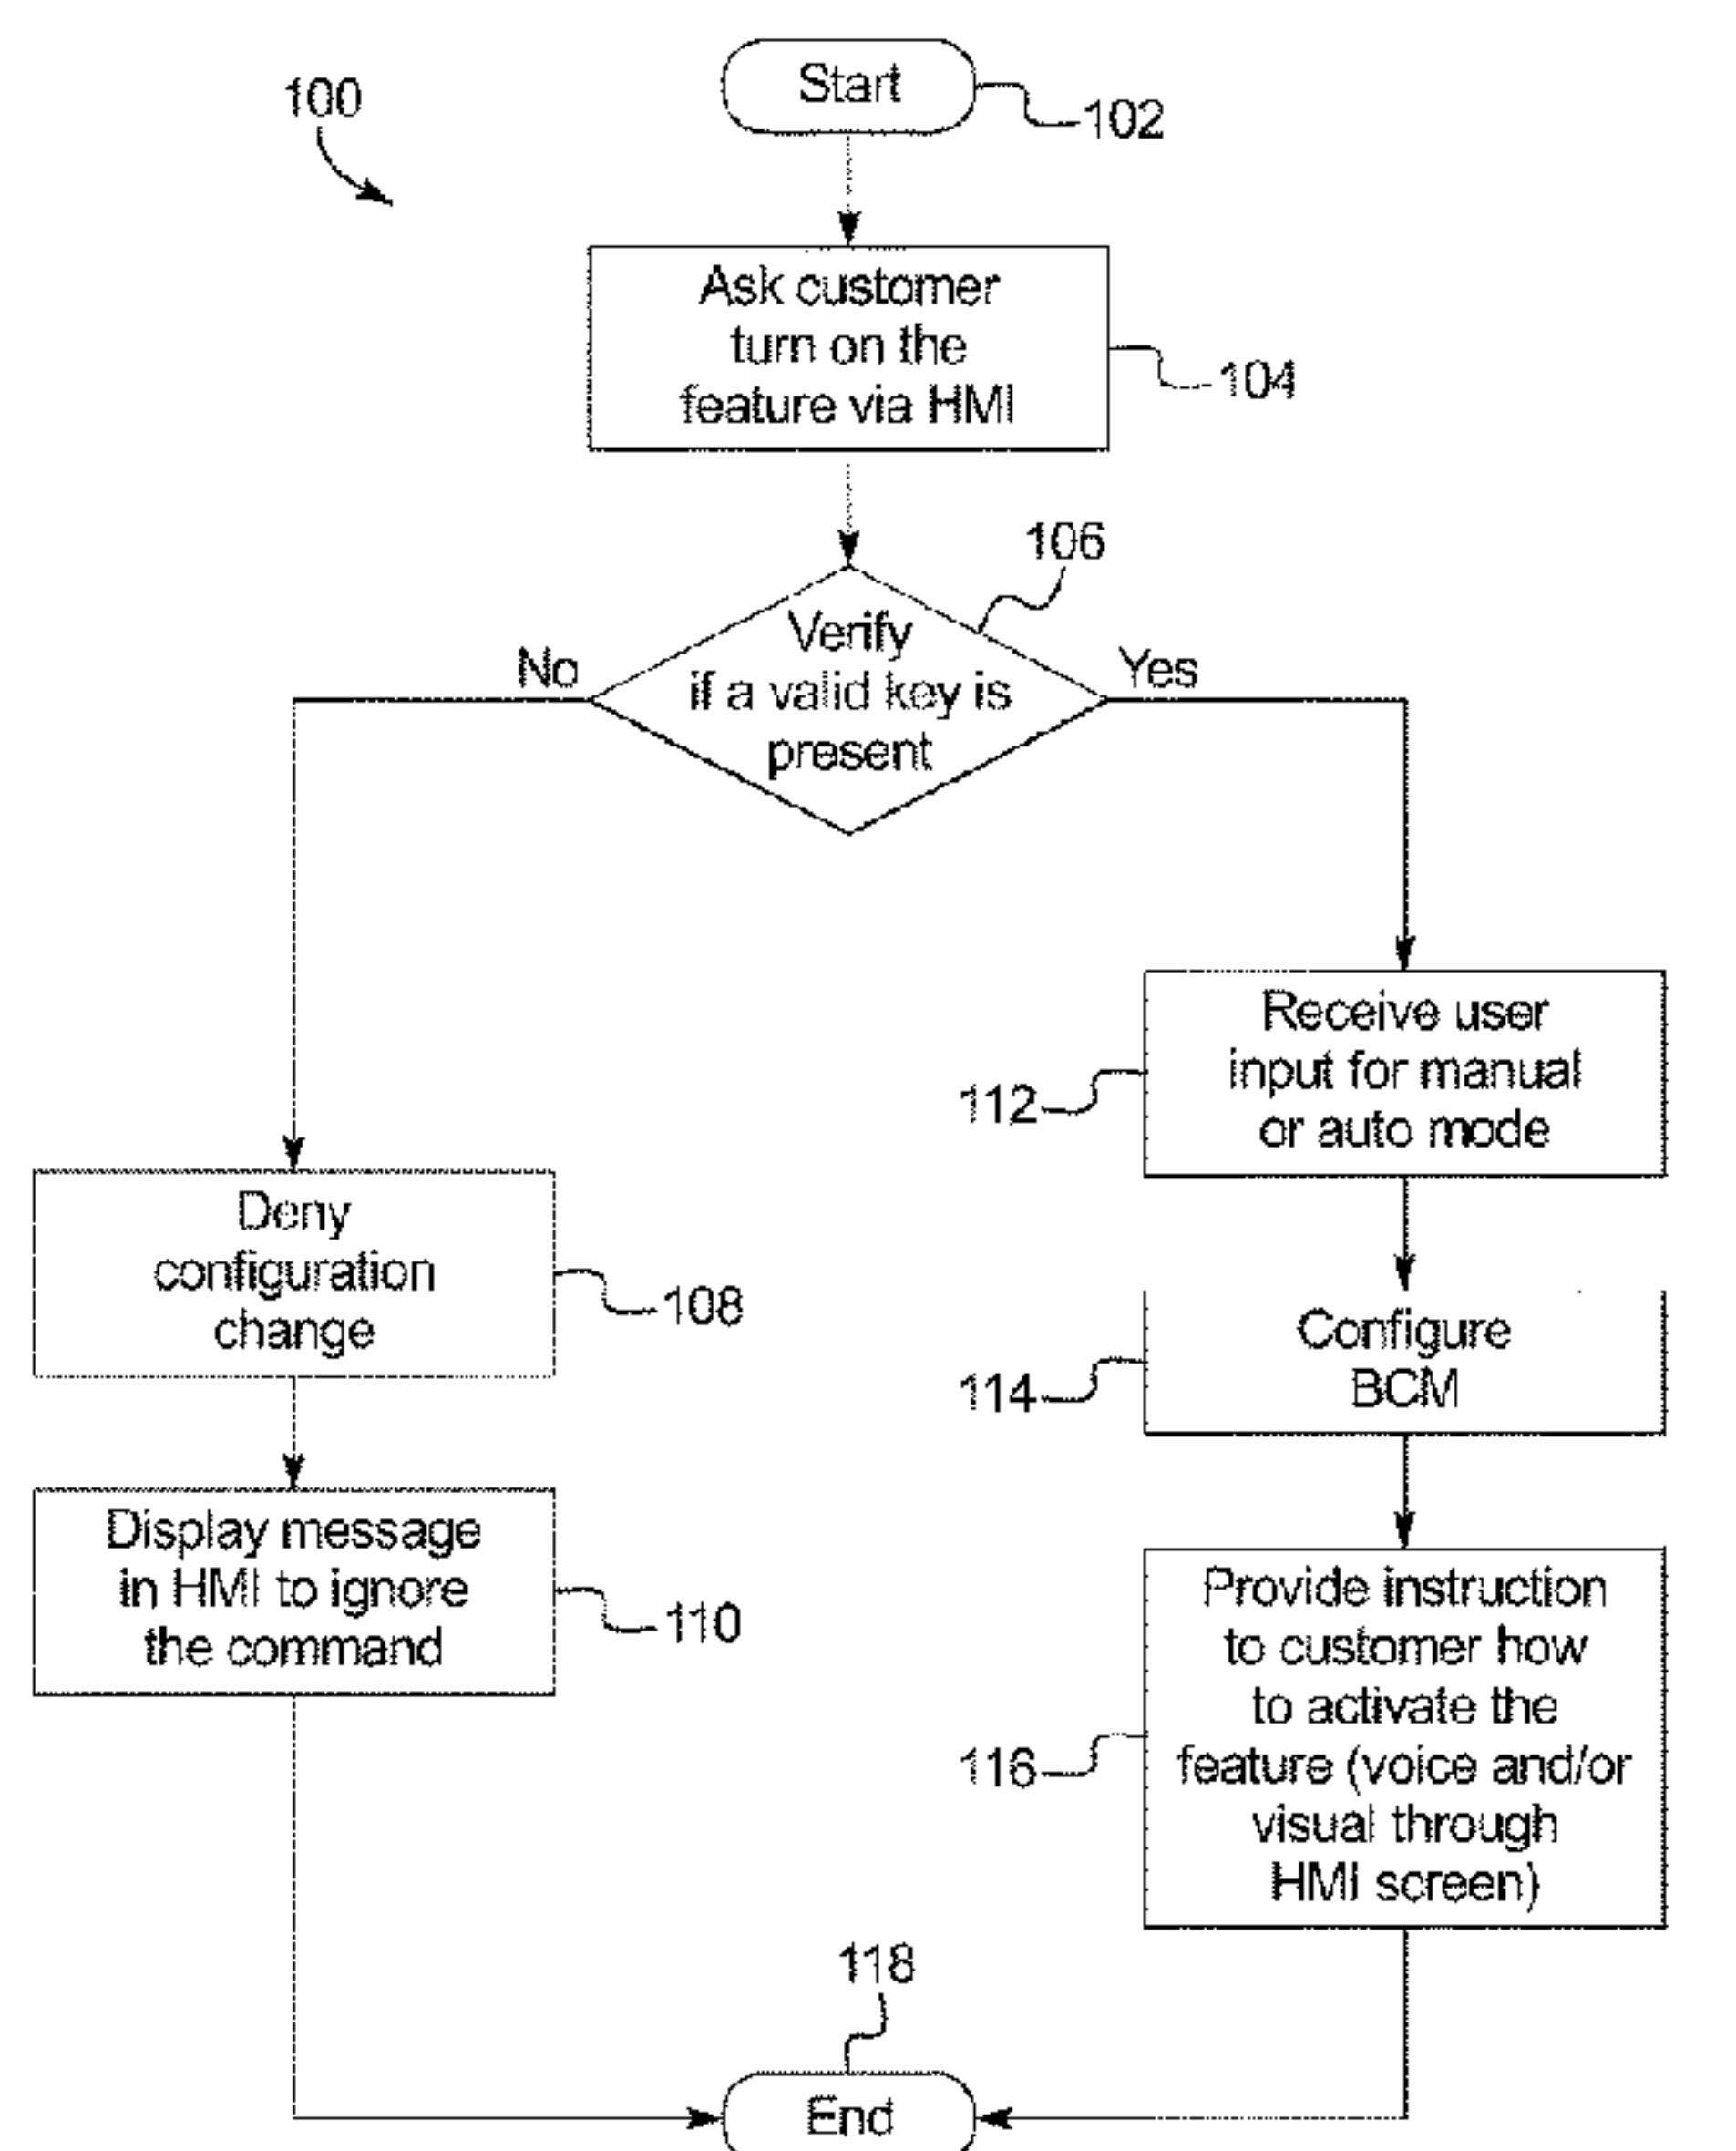 100
Start
102
Ask customer
turn on the
feature via HMI
104
106
Verify
if a valid key is
present
No
Yes
Receive user
input for manual
or auto mode
112
Deny
configuration
change
108
Configure
BCM
114
Display message
in HMI to ignore
the command
110
Provide instruction
to customer how
to activate the
feature (voice and/or
visual through
HMI screen)
116
118
End